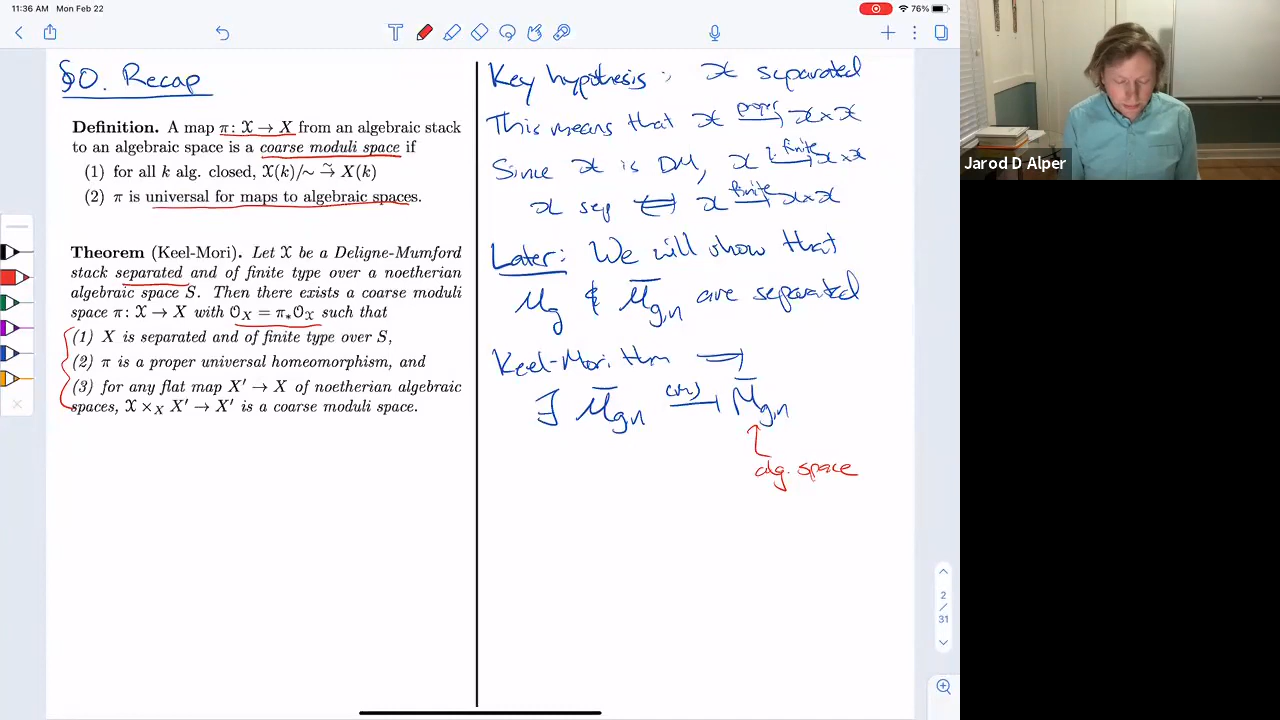 11:36 AM Mon Feb 22
76%
§0. Recap
Definition. A map π: 𝒳 → X from an algebraic stack
to an algebraic space is a coarse moduli space if
(1) for all k alg. closed, 𝒳(k)/∼ ⥲ X(k)
(2) π is universal for maps to algebraic spaces.
Theorem (Keel-Mori). Let 𝒳 be a Deligne-Mumford
stack separated and of finite type over a noetherian
algebraic space S. Then there exists a coarse moduli
space π: 𝒳 → X with 𝒪_X = π_*𝒪_𝒳 such that
(1) X is separated and of finite type over S,
(2) π is a proper universal homeomorphism, and
(3) for any flat map X′ → X of noetherian algebraic
spaces, 𝒳 ×_X X′ → X′ is a coarse moduli space.
Key hypothesis: 𝒳 separated
This means that 𝒳 →^{proper} 𝒳×𝒳
Since 𝒳 is DM, 𝒳 →^{q. finite} 𝒳×𝒳
𝒳 sep ⟺ 𝒳 →^{finite} 𝒳×𝒳
Later: We will show that
ℳ_g & ℳ̄_{g,n} are separated
Keel-Mori thm ⟹
∃ ℳ̄_{g,n} →^{cms} M̄_{g,n}
alg. space
2
/
31
Jarod D Alper